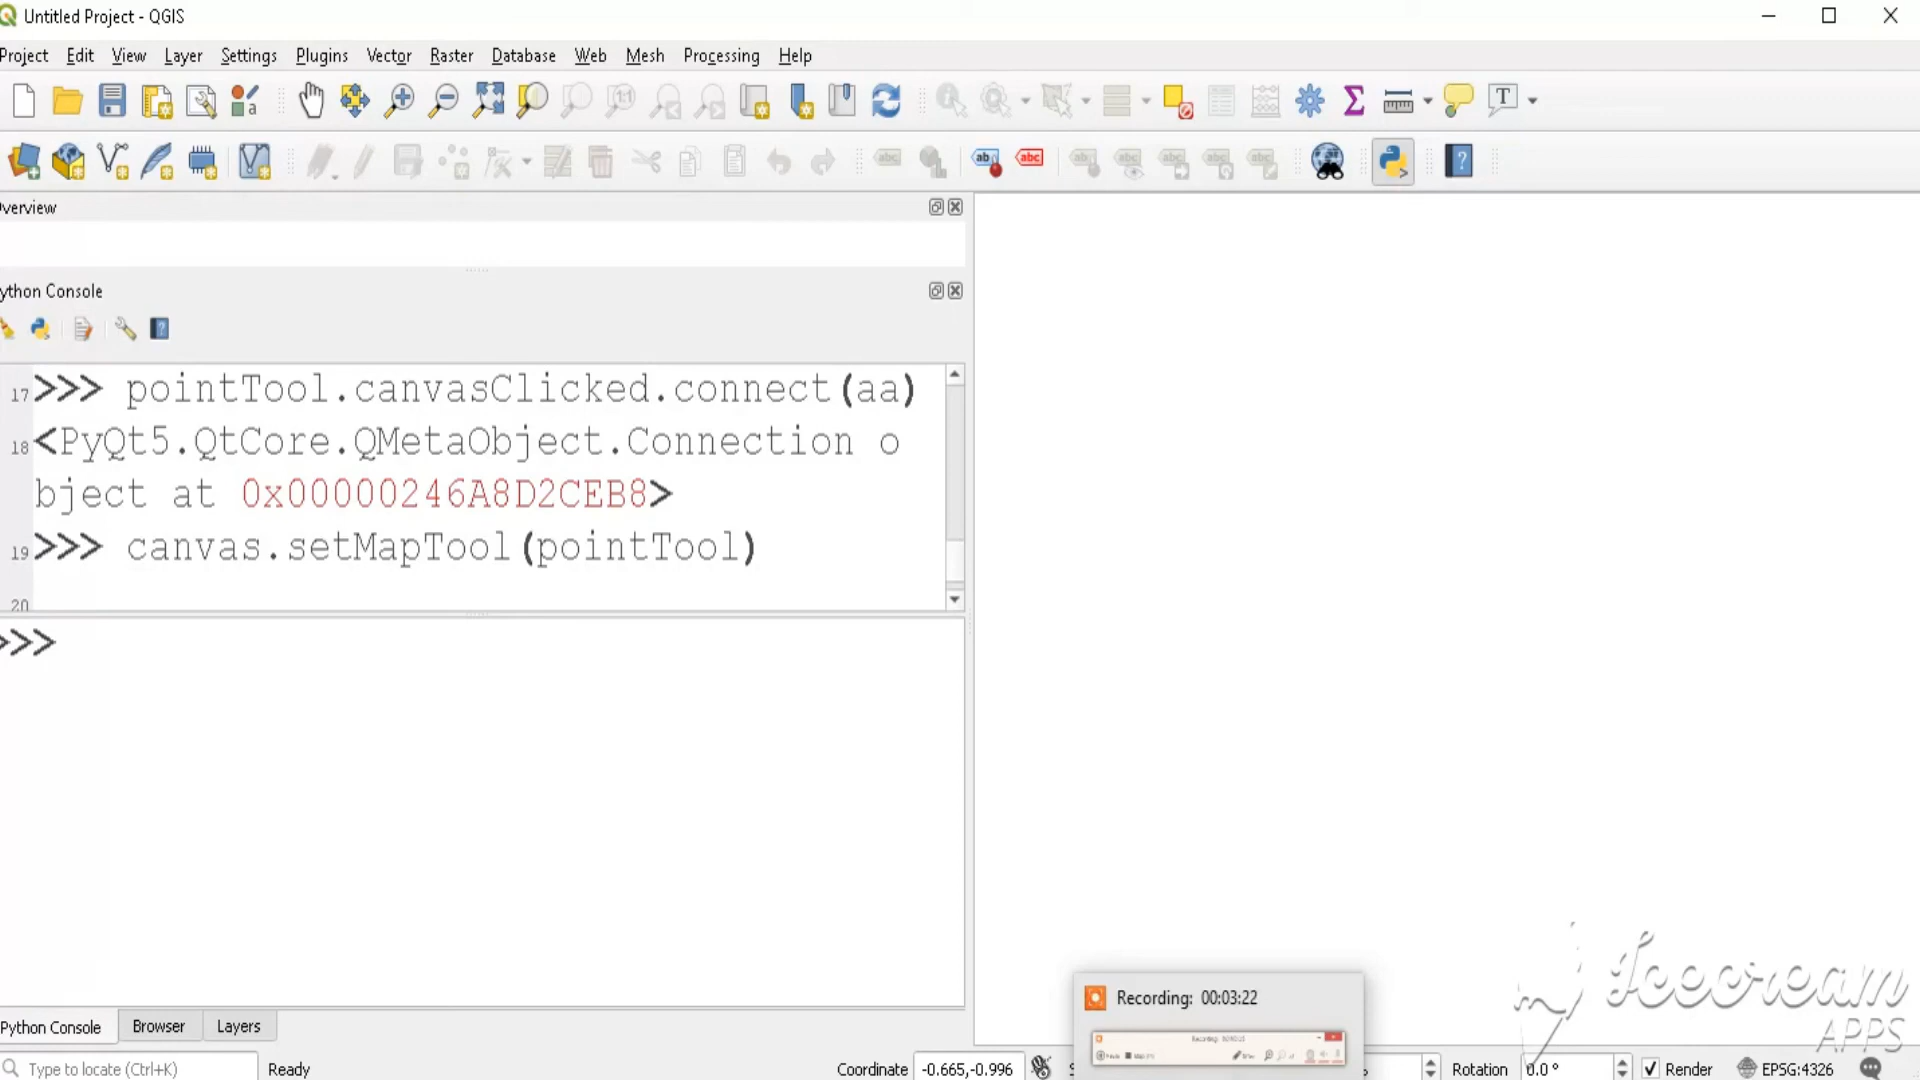 Untitled Project - QGIS
Project Edit View Layer Settings Plugins Vector Raster Database Web Mesh Processing Help
verview
ython Console
17 >>> pointTool.canvasClicked.connect(aa)
18 <PyQt5.QtCore.QMetaObject.Connection o
bject at 0x00000246A8D2CEB8>
19 >>> canvas.setMapTool(pointTool)
20
>>>
Recording: 00:03:22
Icecream
APPS
Python Console Browser Layers
Type to locate (Ctrl+K) Ready Coordinate -0.665,-0.996 Rotation 0.0 ° Render EPSG:4326